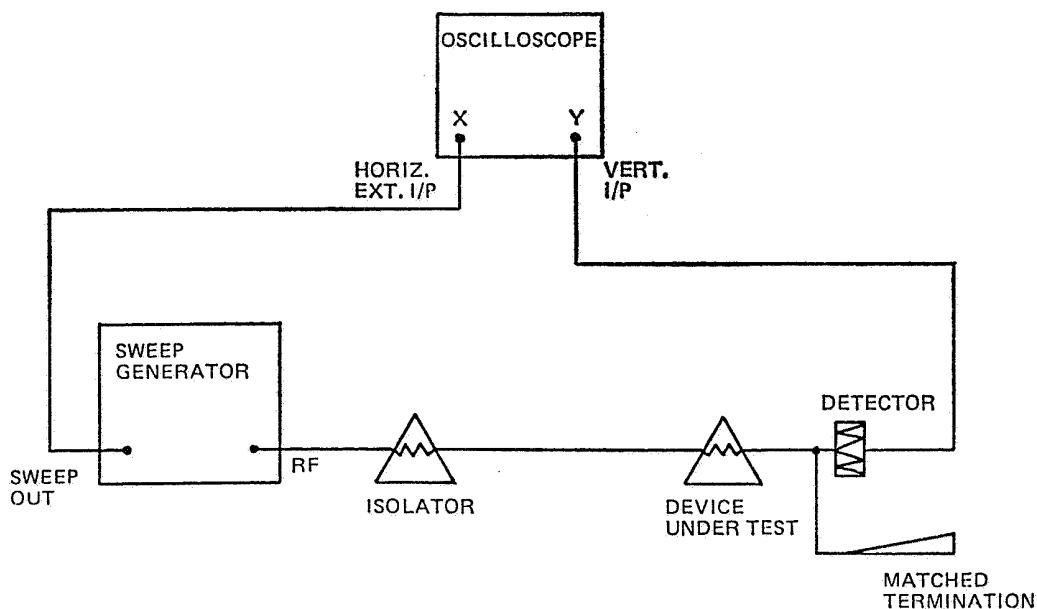 OSCILLOSCOPE
X
Y
HORIZ.
EXT. I/P
VERT.
I/P
SWEEP
GENERATOR
SWEEP
OUT
RF
ISOLATOR
DEVICE
UNDER TEST
DETECTOR
MATCHED
TERMINATION